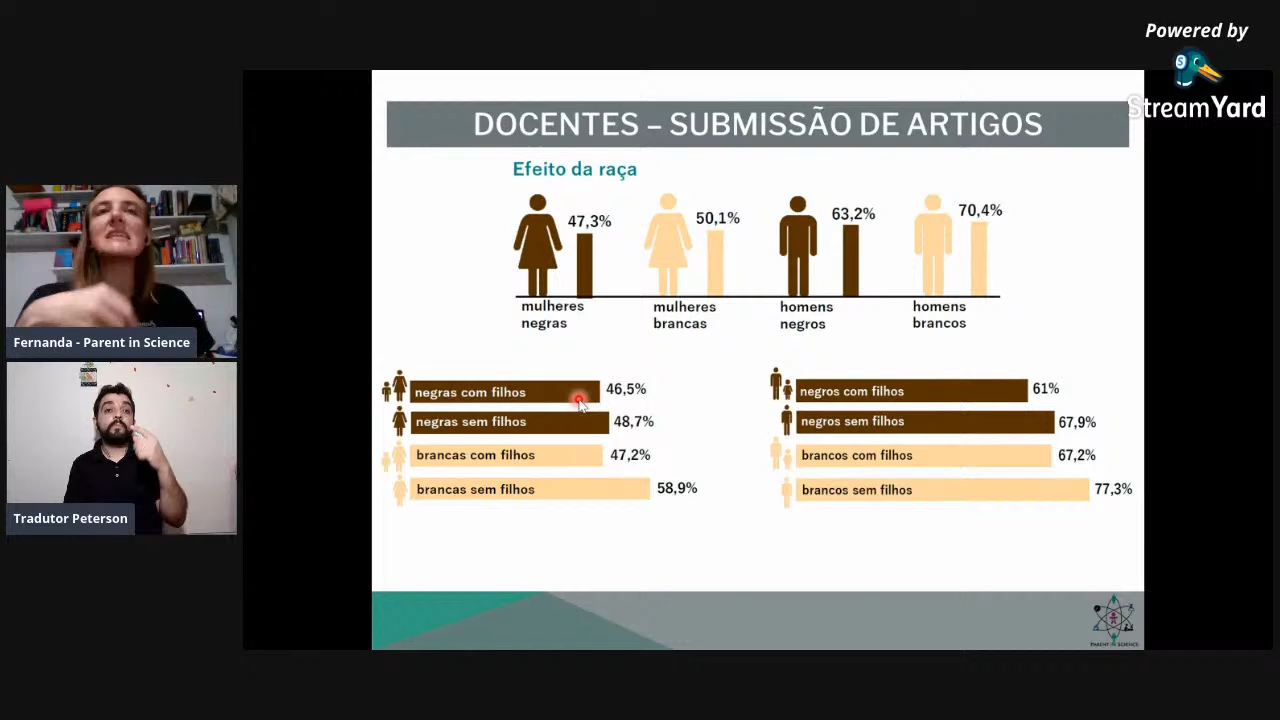 Powered by
StreamYard
DOCENTES – SUBMISSÃO DE ARTIGOS
Efeito da raça
47,3%
50,1%
63,2%
70,4%
mulheres
negras
mulheres
brancas
homens
negros
homens
brancos
negras com filhos 46,5%
negras sem filhos 48,7%
brancas com filhos 47,2%
brancas sem filhos 58,9%
negros com filhos 61%
negros sem filhos 67,9%
brancos com filhos 67,2%
brancos sem filhos 77,3%
Fernanda - Parent in Science
Tradutor Peterson
PARENT IN SCIENCE